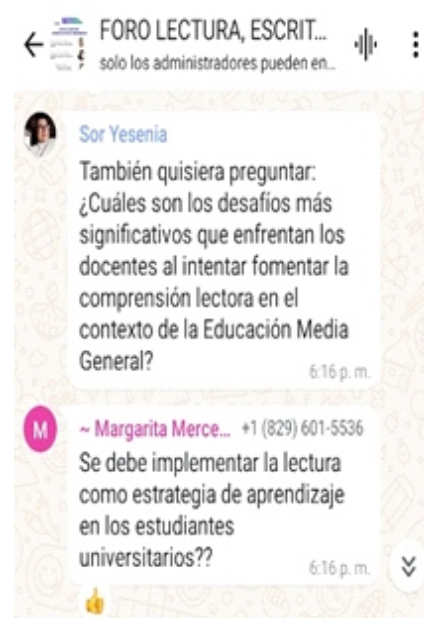 FORO LECTURA, ESCRIT...
solo los administradores pueden en...
Sor Yesenia
También quisiera preguntar:
¿Cuáles son los desafíos más
significativos que enfrentan los
docentes al intentar fomentar la
comprensión lectora en el
contexto de la Educación Media
General?
6:16 p. m.
M
~ Margarita Merce... +1 (829) 601-5536
Se debe implementar la lectura
como estrategia de aprendizaje
en los estudiantes
universitarios??
6:16 p. m.